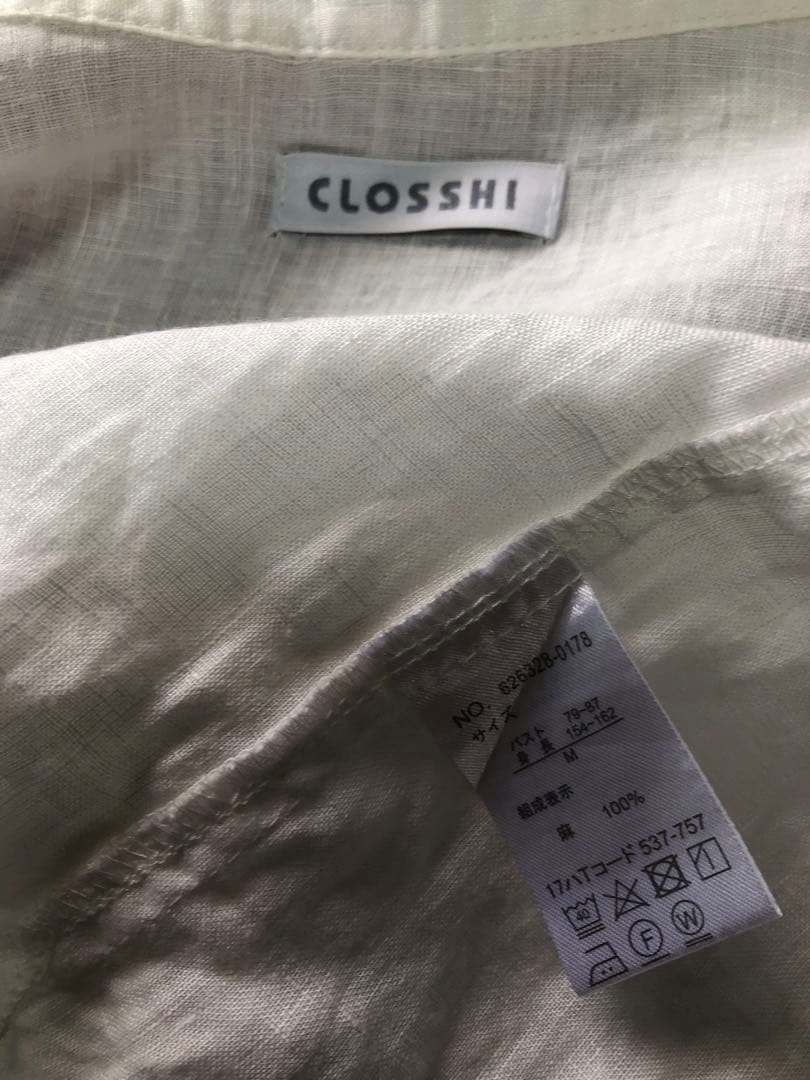 CLOSSHI
NO. 626328-0178
サイズ
バスト 79-87
身長 154-162
M
組成表示
麻 100%
17ハTコード 537-757
40
F W